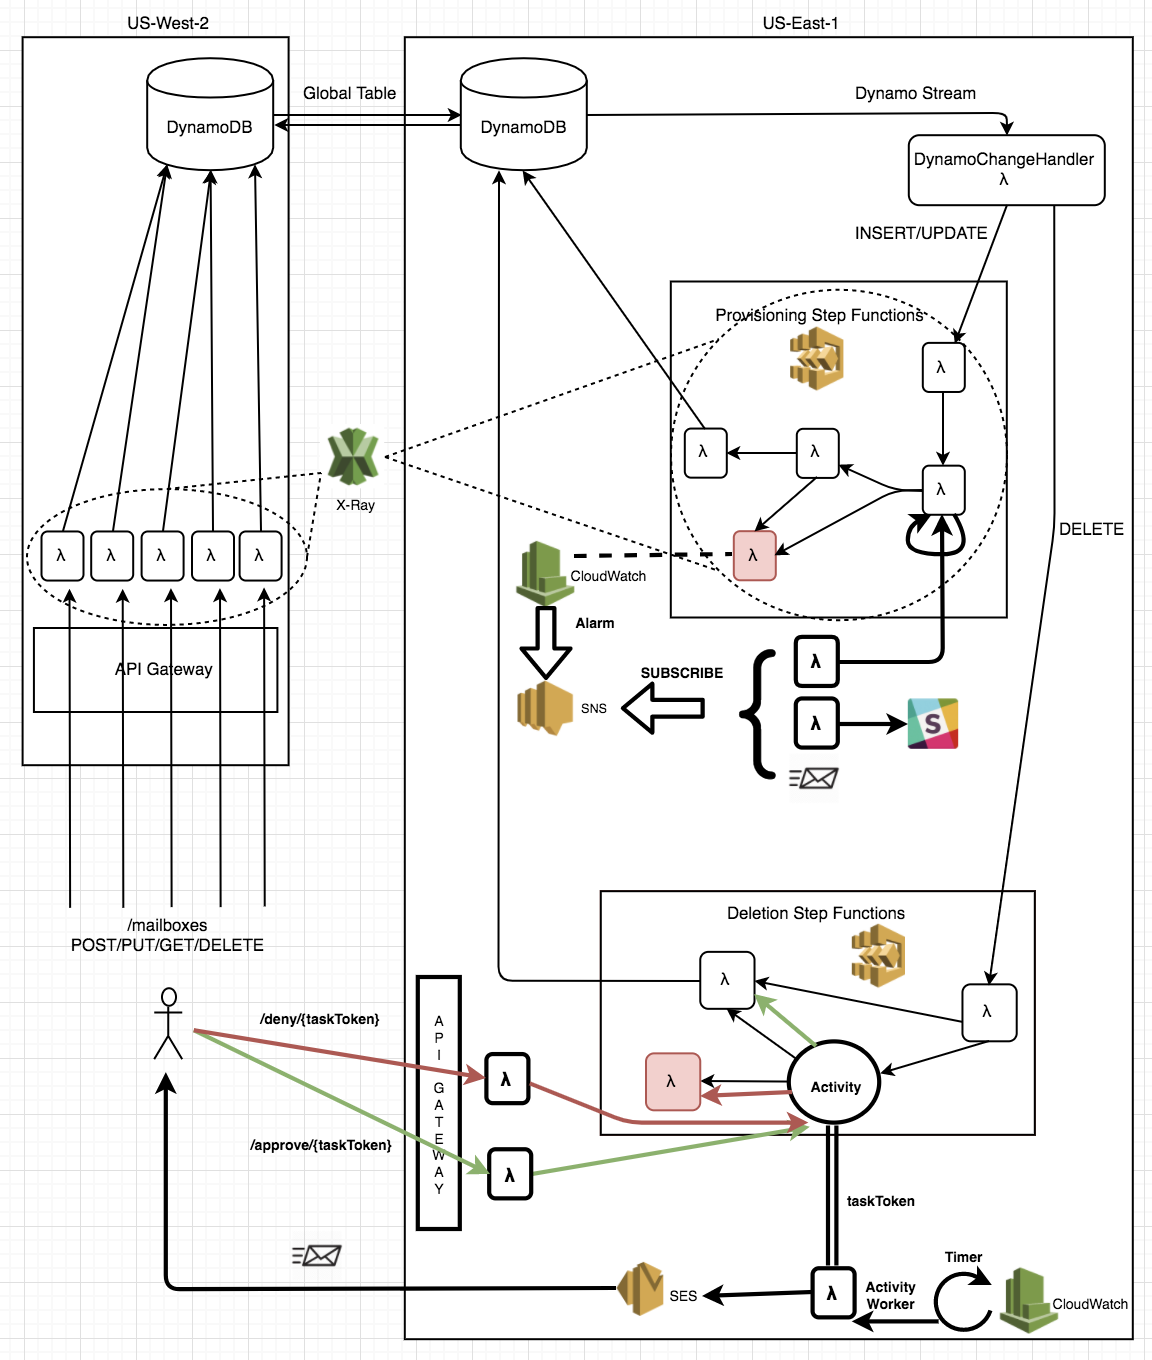 US-West-2
US-East-1
DynamoDB
Global Table
DynamoDB
Dynamo Stream
DynamoChangeHandler
λ
INSERT/UPDATE
Provisioning Step Functions
λ
λ
λ
λ
X-Ray
λ
λ
λ
λ
λ
λ
DELETE
CloudWatch
Alarm
API Gateway
SUBSCRIBE
λ
SNS
λ
S
/mailboxes
POST/PUT/GET/DELETE
Deletion Step Functions
λ
λ
/deny/{taskToken}
API GATEWAY
λ
λ
Activity
/approve/{taskToken}
λ
taskToken
Timer
SES
λ
Activity
Worker
CloudWatch